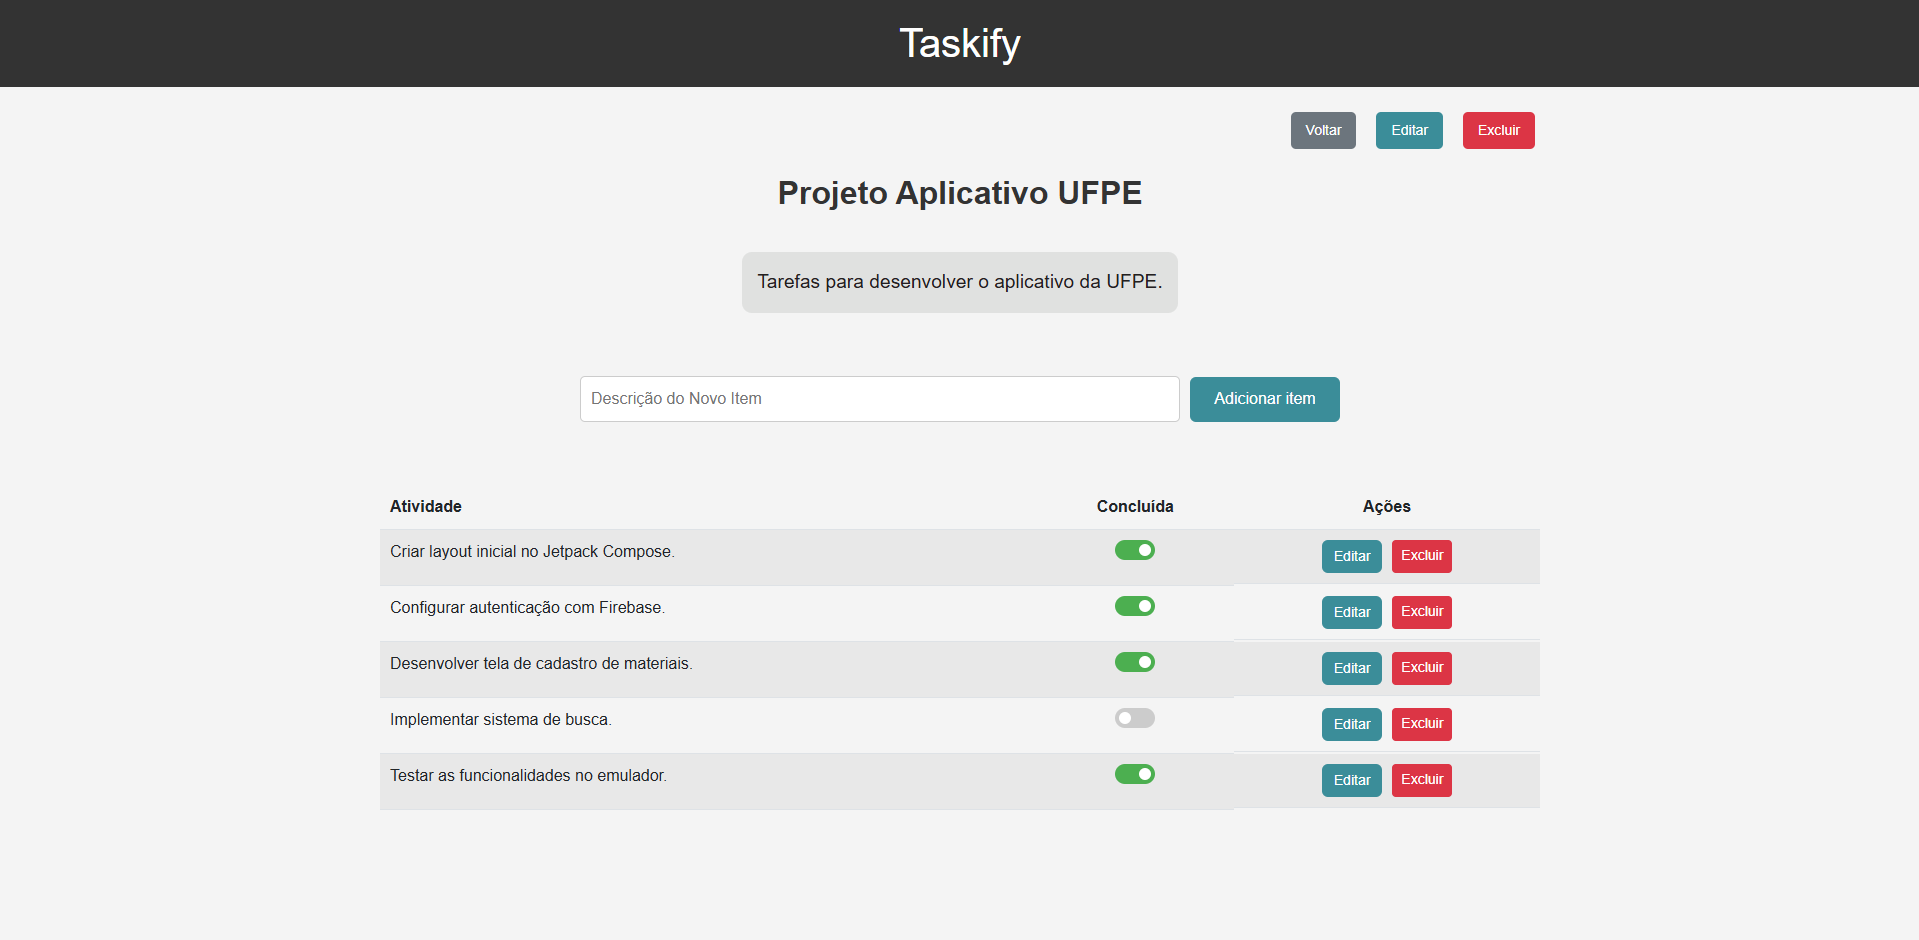 Taskify
Voltar Editar Excluir
Projeto Aplicativo UFPE
Tarefas para desenvolver o aplicativo da UFPE.
Descrição do Novo Item Adicionar item
Atividade Concluída Ações
Criar layout inicial no Jetpack Compose. Editar Excluir
Configurar autenticação com Firebase. Editar Excluir
Desenvolver tela de cadastro de materiais. Editar Excluir
Implementar sistema de busca. Editar Excluir
Testar as funcionalidades no emulador. Editar Excluir